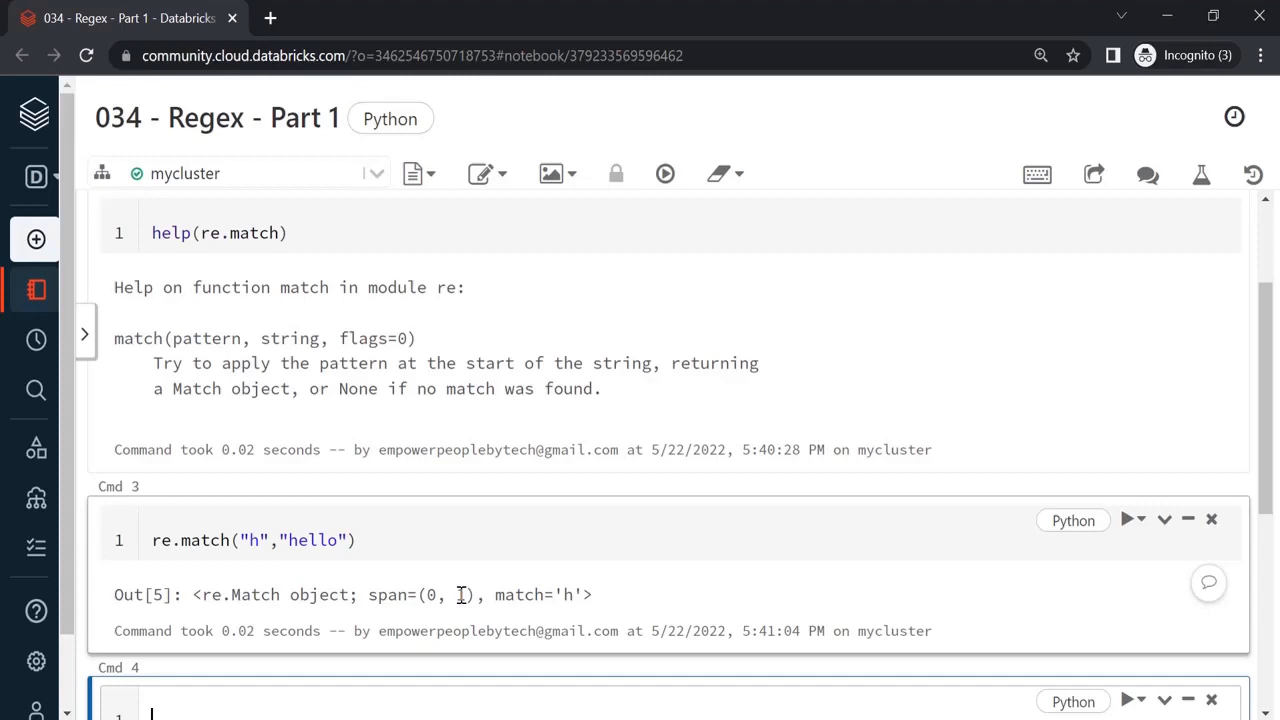 034 - Regex - Part 1 - Databricks
community.cloud.databricks.com/?o=3462546750718753#notebook/379233569596462
Incognito (3)
034 - Regex - Part 1
Python
D
mycluster
1 help(re.match)
Help on function match in module re:
match(pattern, string, flags=0)
Try to apply the pattern at the start of the string, returning
a Match object, or None if no match was found.
Command took 0.02 seconds -- by empowerpeoplebytech@gmail.com at 5/22/2022, 5:40:28 PM on mycluster
Cmd 3
Python
1 re.match("h","hello")
Out[5]: <re.Match object; span=(0, 1), match='h'>
Command took 0.02 seconds -- by empowerpeoplebytech@gmail.com at 5/22/2022, 5:41:04 PM on mycluster
Cmd 4
Python
1